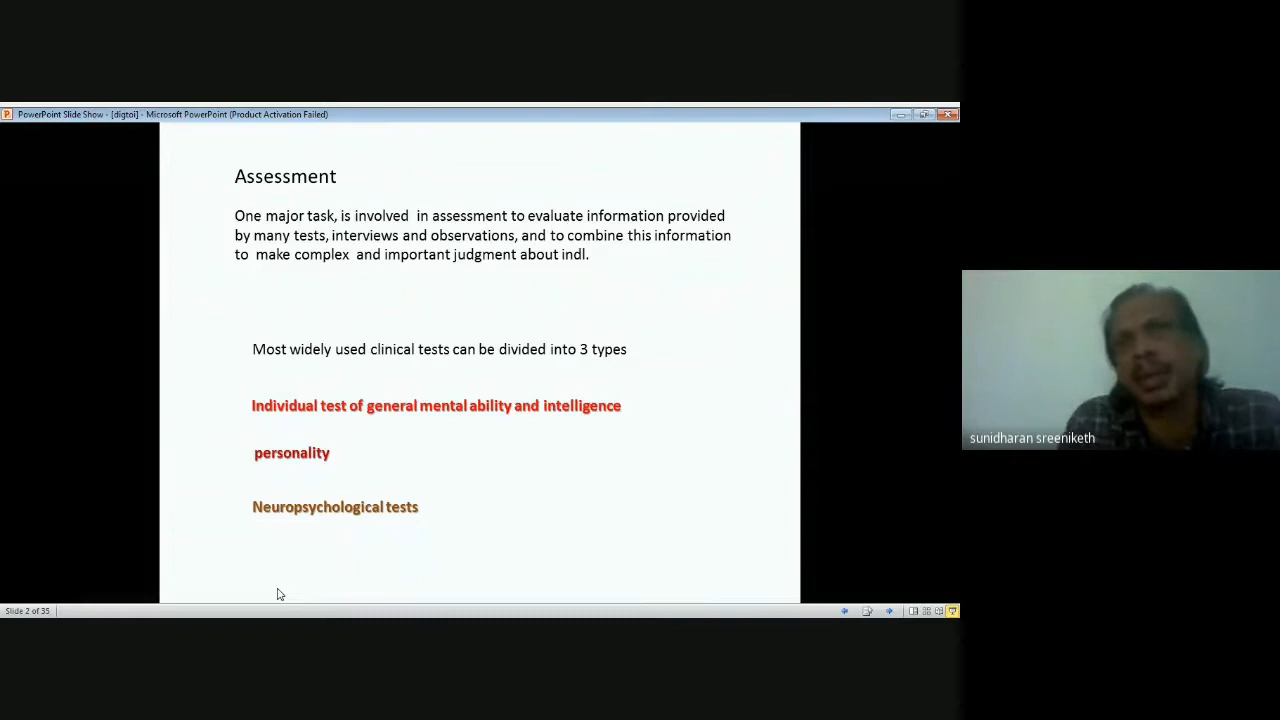 PowerPoint Slide Show - [digtoi] - Microsoft PowerPoint (Product Activation Failed)
Assessment
One major task, is involved in assessment to evaluate information provided
by many tests, interviews and observations, and to combine this information
to make complex and important judgment about indl.
Most widely used clinical tests can be divided into 3 types
Individual test of general mental ability and intelligence
personality
Neuropsychological tests
sunidharan sreeniketh
Slide 2 of 35